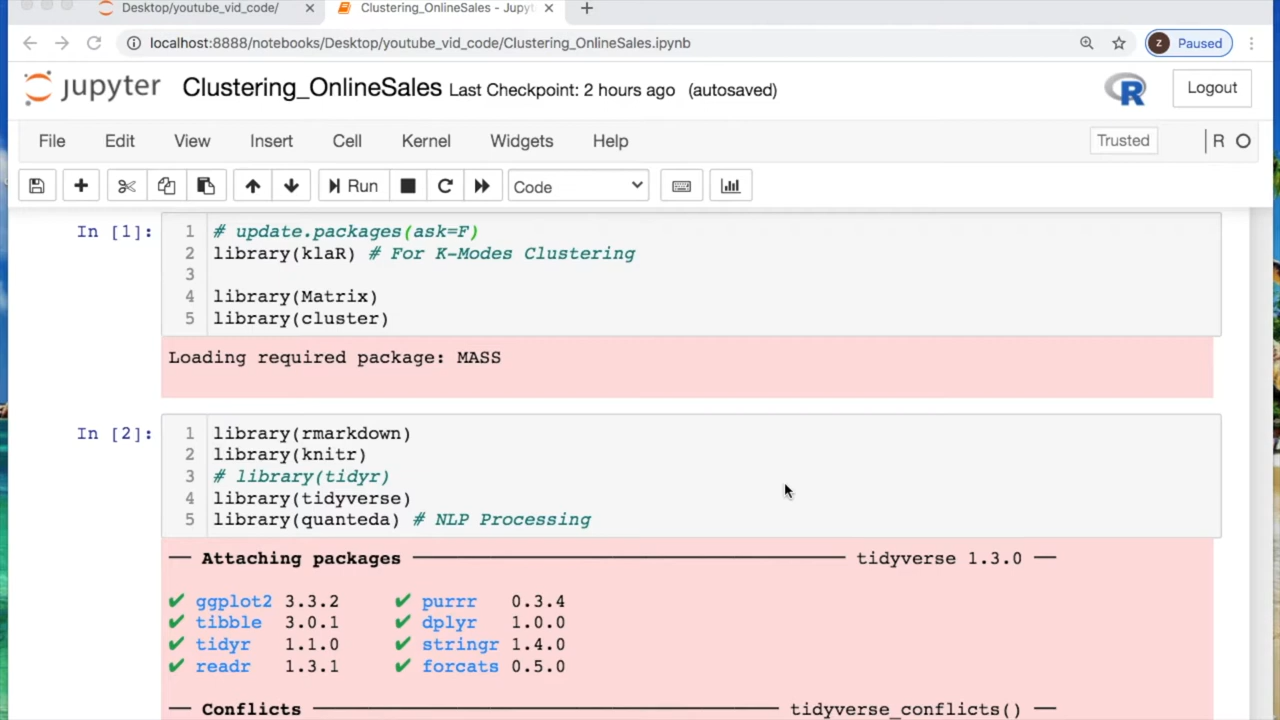 Desktop/youtube_vid_code/
Clustering_OnlineSales - Jupyt
localhost:8888/notebooks/Desktop/youtube_vid_code/Clustering_OnlineSales.ipynb
z Paused
jupyter Clustering_OnlineSales Last Checkpoint: 2 hours ago (autosaved)
R
Logout
File Edit View Insert Cell Kernel Widgets Help
Trusted
R
Run
Code
In [1]:
1 # update.packages(ask=F)
2 library(klaR) # For K-Modes Clustering
3
4 library(Matrix)
5 library(cluster)
Loading required package: MASS
In [2]:
1 library(rmarkdown)
2 library(knitr)
3 # library(tidyr)
4 library(tidyverse)
5 library(quanteda) # NLP Processing
── Attaching packages ──────────── tidyverse 1.3.0 ──
✔ ggplot2 3.3.2 ✔ purrr 0.3.4
✔ tibble 3.0.1 ✔ dplyr 1.0.0
✔ tidyr 1.1.0 ✔ stringr 1.4.0
✔ readr 1.3.1 ✔ forcats 0.5.0
── Conflicts ──────────── tidyverse_conflicts() ──